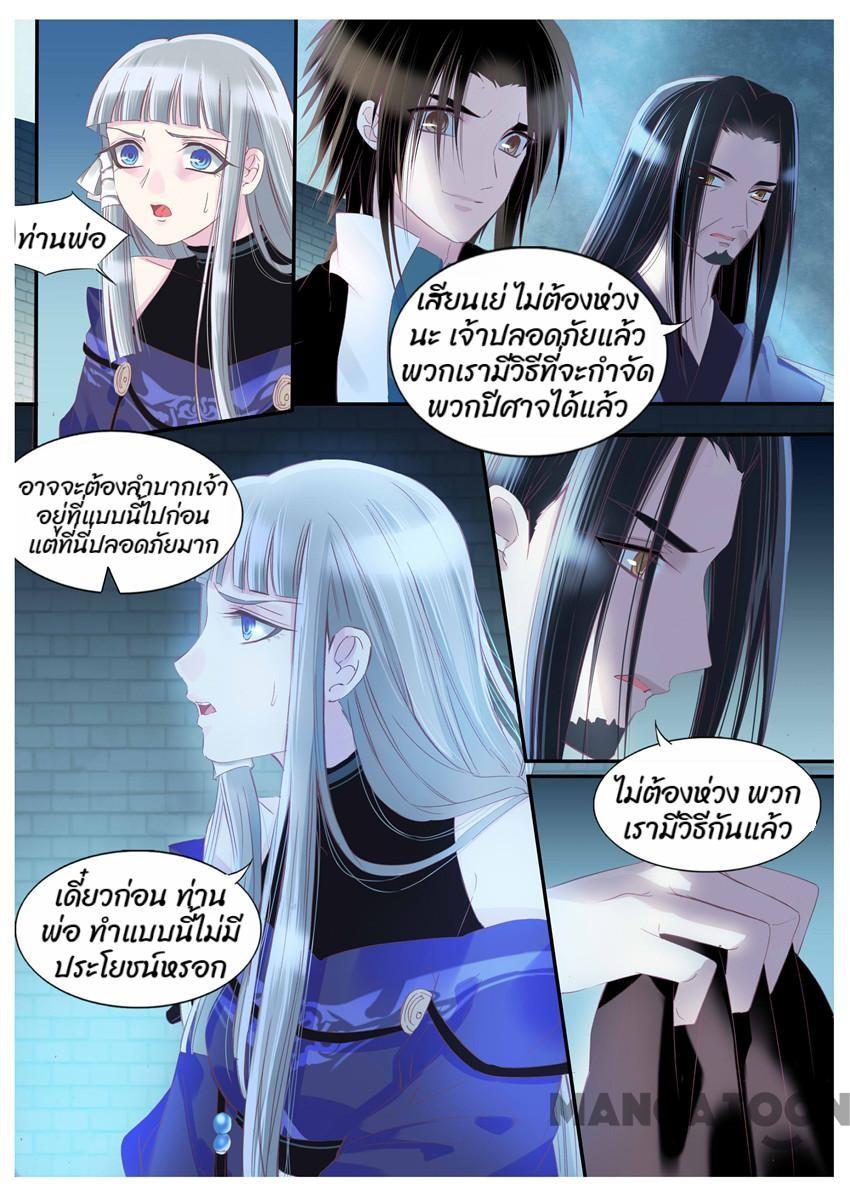 ท่านพ่อ
เสียนเย่ ไม่ต้องห่วง
นะ เจ้าปลอดภัยแล้ว
พวกเรามีวิธีที่จะกำจัด
พวกปีศาจได้แล้ว
อาจจะต้องลำบากเจ้า
อยู่ที่แบบนี้ไปก่อน
แต่ที่นี่ปลอดภัยมาก
ไม่ต้องห่วง พวก
เรามีวิธีกันแล้ว
เดี๋ยวก่อน ท่าน
พ่อ ทำแบบนี้ไม่มี
ประโยชน์หรอก
MANGATOON